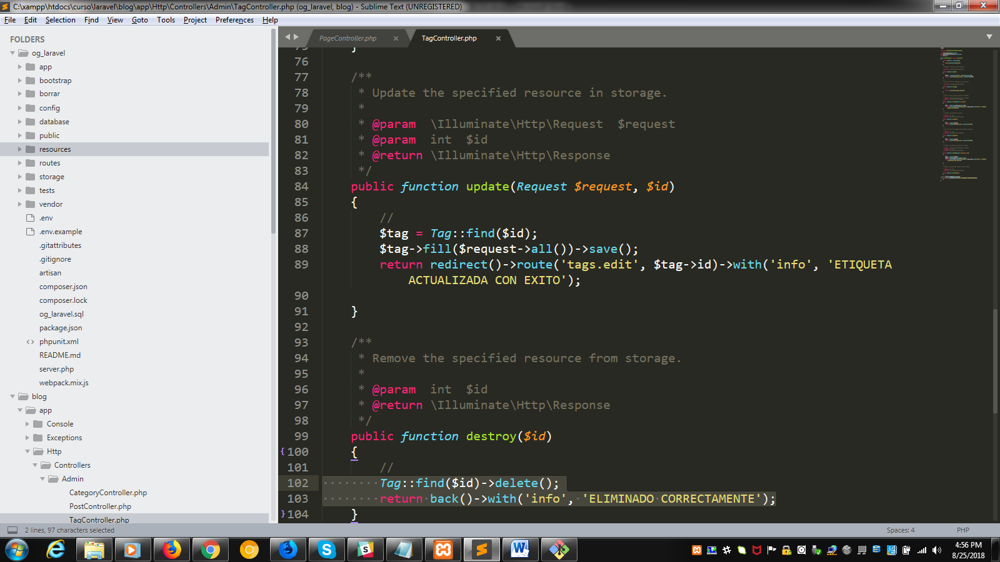 C:\xampp\htdocs\curso\laravel\blog\app\Http\Controllers\Admin\TagController.php (og_laravel, blog) - Sublime Text (UNREGISTERED)
File Edit Selection Find View Goto Tools Project Preferences Help
FOLDERS
og_laravel
app
bootstrap
borrar
config
database
public
resources
routes
storage
tests
vendor
.env
.env.example
.gitattributes
.gitignore
artisan
composer.json
composer.lock
og_laravel.sql
package.json
<> phpunit.xml
README.md
server.php
webpack.mix.js
blog
app
Console
Exceptions
Http
Controllers
Admin
CategoryController.php
PostController.php
TagController.php
PageController.php × TagController.php ×
75 }
76
77 /**
78 * Update the specified resource in storage.
79 *
80 * @param \Illuminate\Http\Request $request
81 * @param int $id
82 * @return \Illuminate\Http\Response
83 */
84 public function update(Request $request, $id)
85 {
86 //
87 $tag = Tag::find($id);
88 $tag->fill($request->all())->save();
89 return redirect()->route('tags.edit', $tag->id)->with('info', 'ETIQUETA
ACTUALIZADA CON EXITO');
90
91 }
92
93 /**
94 * Remove the specified resource from storage.
95 *
96 * @param int $id
97 * @return \Illuminate\Http\Response
98 */
99 public function destroy($id)
100 {
101 //
102 Tag::find($id)->delete();
103 return back()->with('info', 'ELIMINADO CORRECTAMENTE');
104 }
2 lines, 97 characters selected Spaces: 4 PHP
4:56 PM
8/25/2018